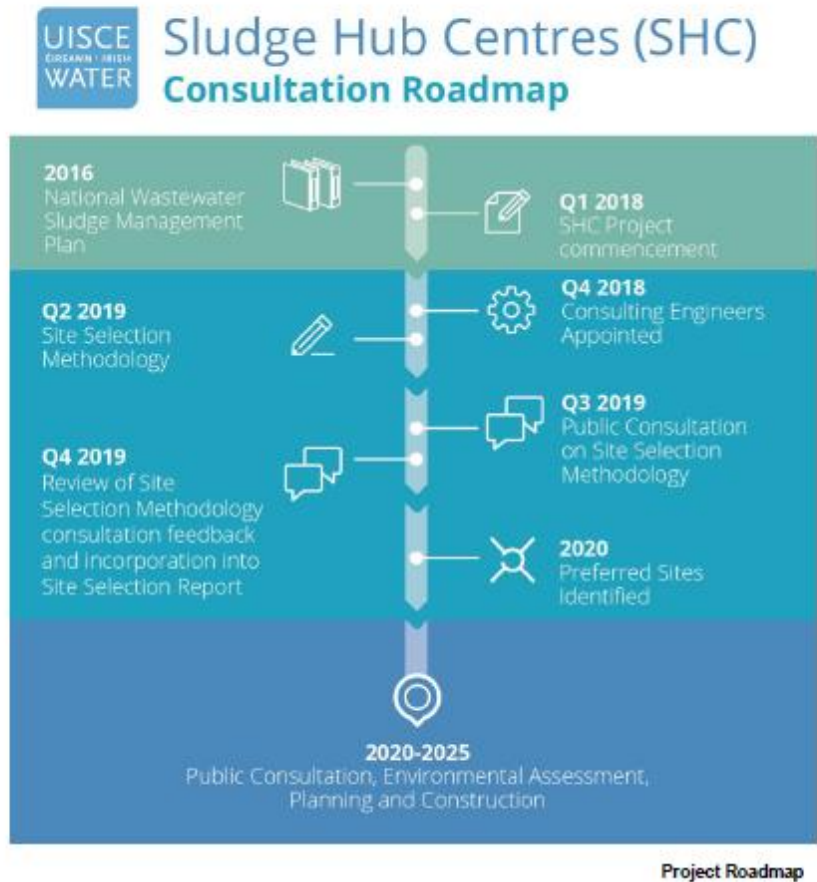 UISCE
ÉIREANN : IRISH
WATER
Sludge Hub Centres (SHC)
Consultation Roadmap
2016
National Wastewater
Sludge Management
Plan
Q1 2018
SHC Project
commencement
Q4 2018
Consulting Engineers
Appointed
Q2 2019
Site Selection
Methodology
Q3 2019
Public Consultation
on Site Selection
Methodology
Q4 2019
Review of Site
Selection Methodology
consultation feedback
and incorporation into
Site Selection Report
2020
Preferred Sites
Identified
2020-2025
Public Consultation, Environmental Assessment,
Planning and Construction
Project Roadmap